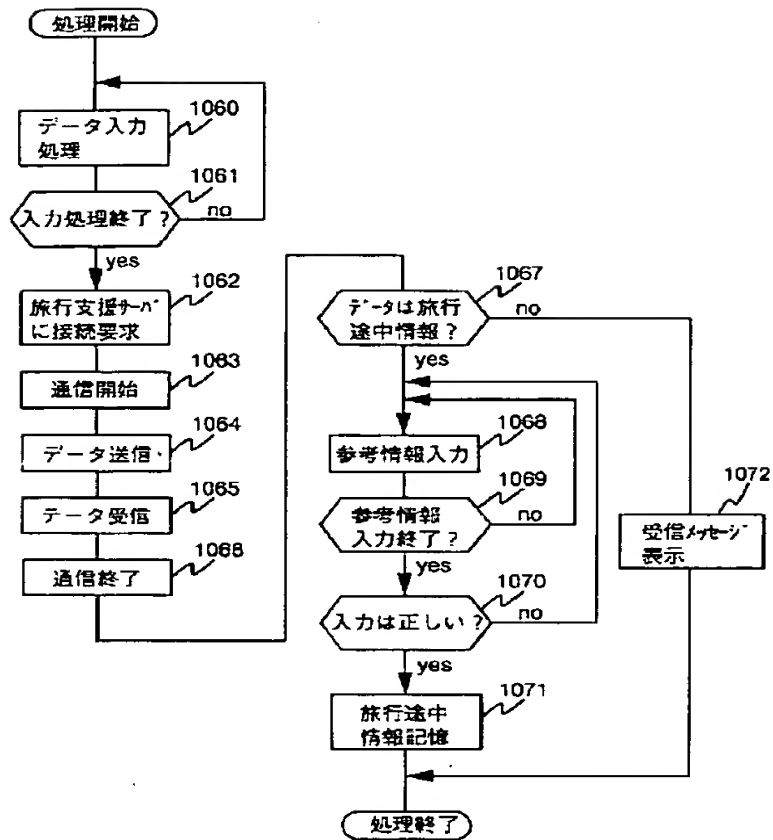 処理開始
1060
データ入力
処理
1061
入力処理終了?
no
yes
1062
旅行支援サーバ
に接続要求
1063
通信開始
1064
データ送信
1065
データ受信
1066
通信終了
1067
データは旅行
途中情報?
no
yes
1068
参考情報入力
1069
参考情報
入力終了?
no
yes
1070
入力は正しい?
no
yes
1071
旅行途中
情報記憶
1072
受信メッセージ
表示
処理終了